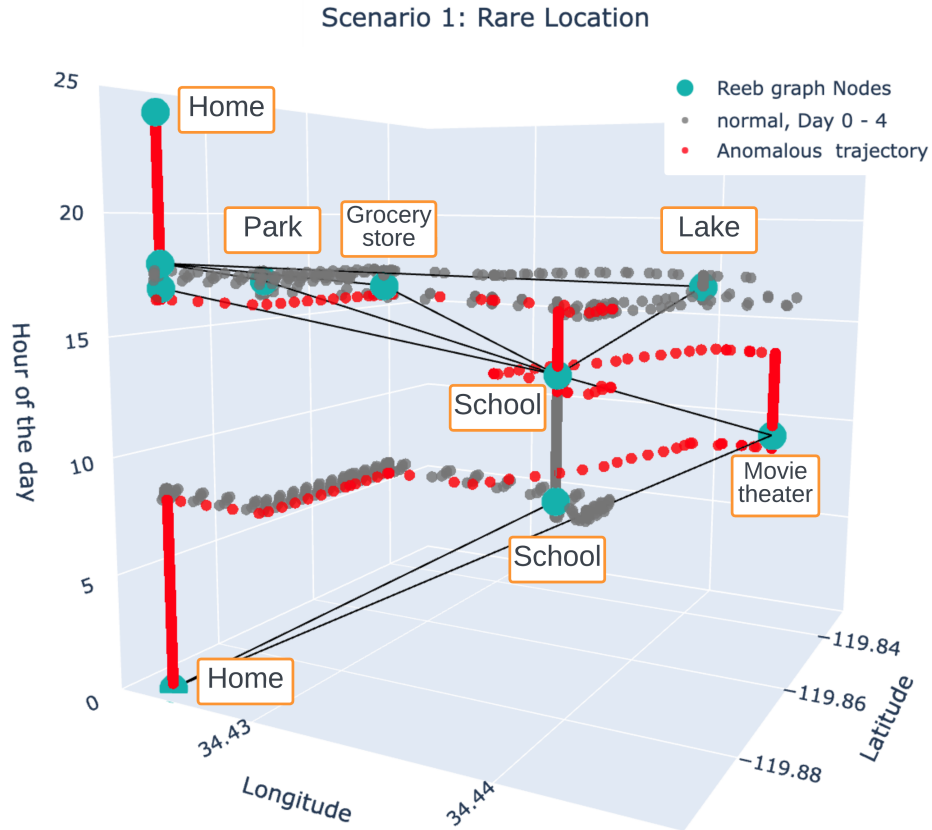 Scenario 1: Rare Location
Reeb graph Nodes
normal, Day 0 - 4
Anomalous trajectory
25
20
15
10
5
0
Hour of the day
Home
Park
Grocery
store
Lake
School
Movie
theater
School
Home
34.43
34.44
Longitude
−119.84
−119.86
−119.88
Latitude